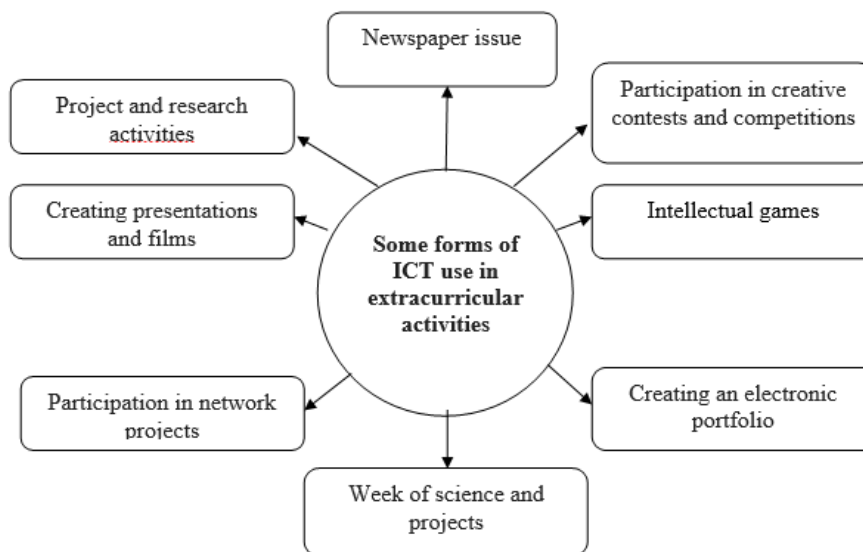 Newspaper issue
Project and research
activities
Participation in creative
contests and competitions
Creating presentations
and films
Intellectual games
Some forms of
ICT use in
extracurricular
activities
Participation in network
projects
Creating an electronic
portfolio
Week of science and
projects